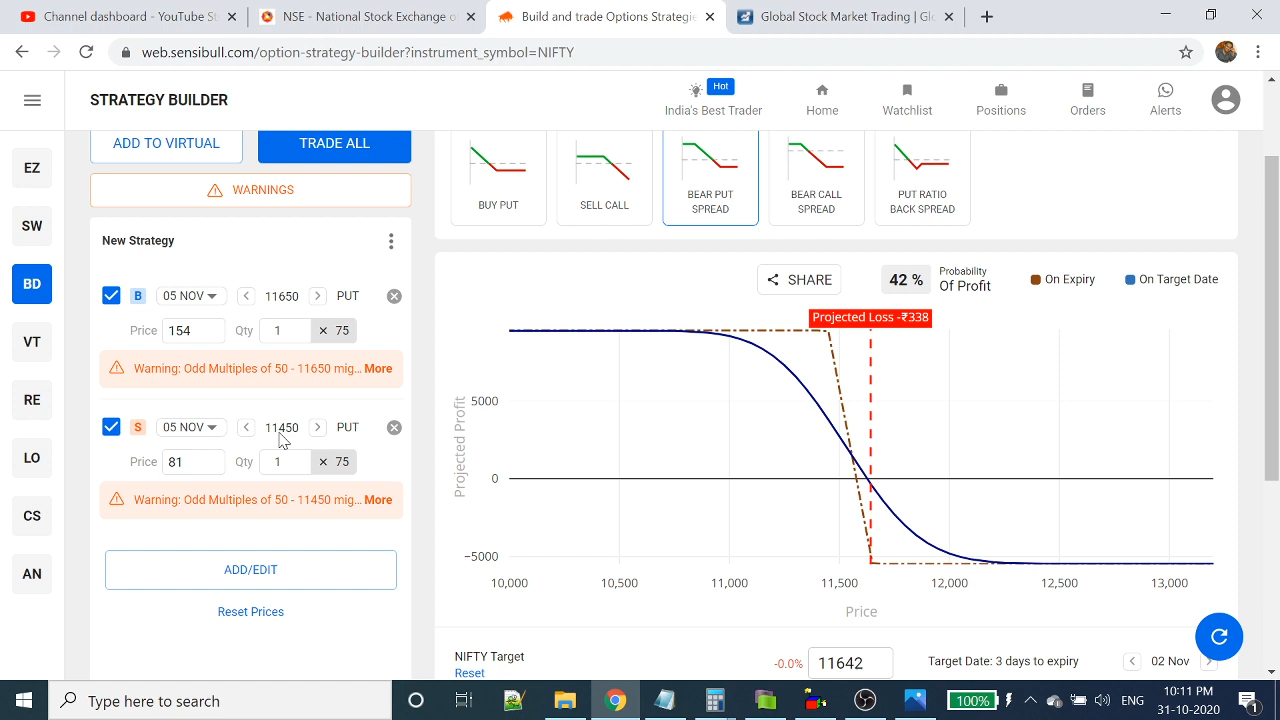 Channel dashboard - YouTube St
NSE - National Stock Exchange o
Build and trade Options Strategie
Global Stock Market Trading | Gl
web.sensibull.com/option-strategy-builder?instrument_symbol=NIFTY
STRATEGY BUILDER
Hot
India's Best Trader
Home
Watchlist
Positions
Orders
Alerts
EZ
SW
BD
VT
RE
LO
CS
AN
ADD TO VIRTUAL
TRADE ALL
WARNINGS
New Strategy
B 05 NOV 11650 PUT
Price 154 Qty 1 × 75
Warning: Odd Multiples of 50 - 11650 mig... More
S 05 NOV 11450 PUT
Price 81 Qty 1 × 75
Warning: Odd Multiples of 50 - 11450 mig... More
ADD/EDIT
Reset Prices
BUY PUT
SELL CALL
BEAR PUT
SPREAD
BEAR CALL
SPREAD
PUT RATIO
BACK SPREAD
SHARE
42 %
Probability
Of Profit
On Expiry
On Target Date
Projected Loss -₹338
Projected Profit
5000
0
−5000
10,000 10,500 11,000 11,500 12,000 12,500 13,000
Price
NIFTY Target
Reset
-0.0%
11642
Target Date: 3 days to expiry
02 Nov
Type here to search
100%
ENG
10:11 PM
31-10-2020
1